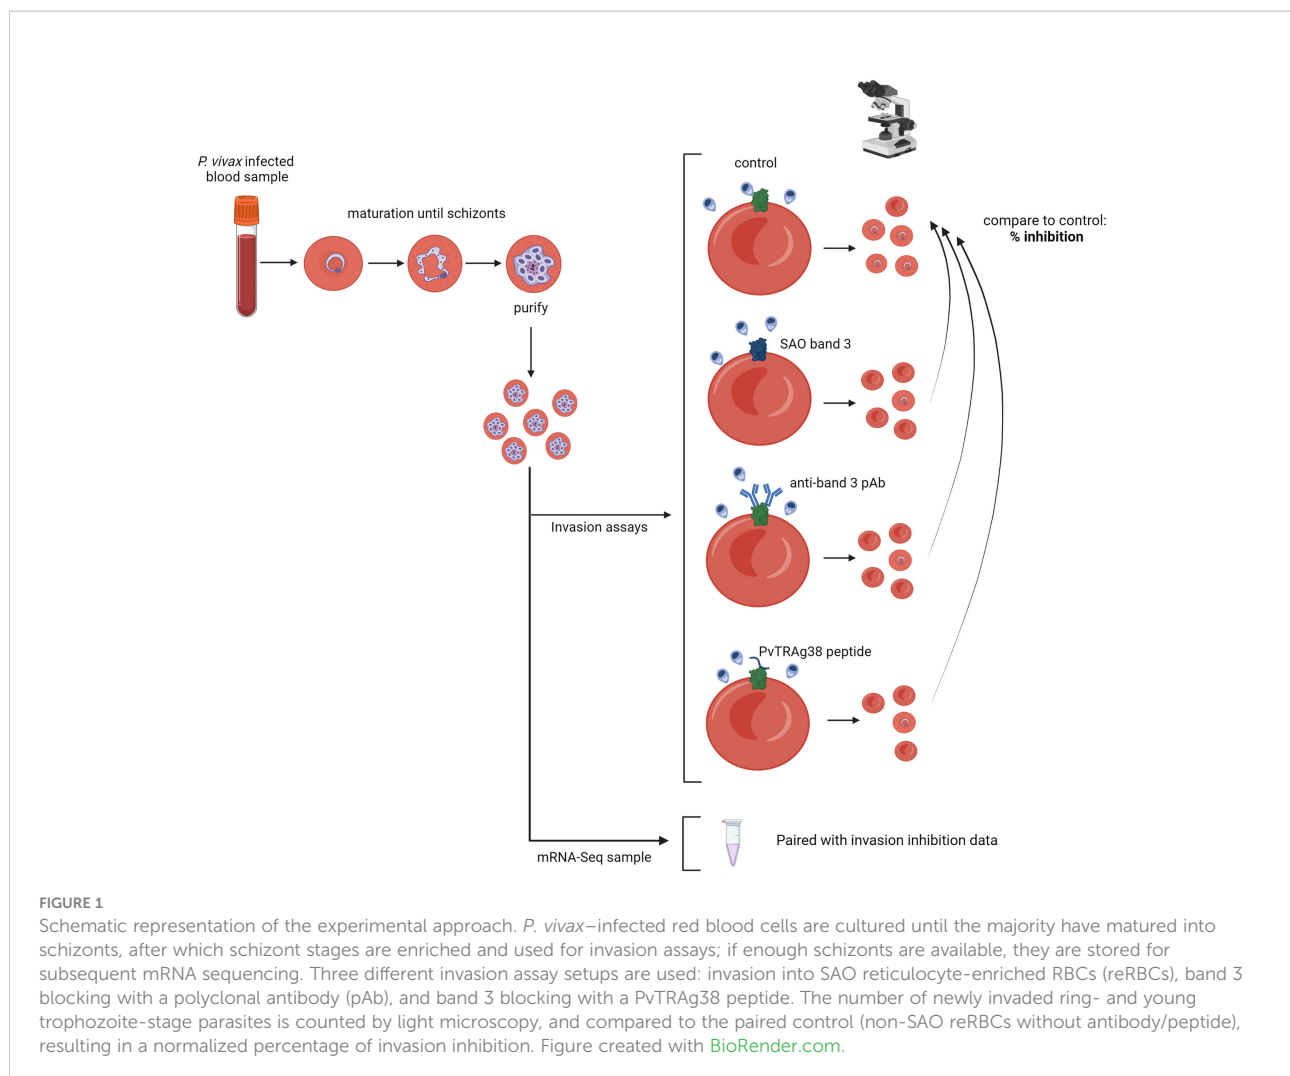 P. vivax infected
blood sample
maturation until schizonts
purify
Invasion assays
mRNA-Seq sample
control
SAO band 3
anti-band 3 pAb
PvTRAg38 peptide
compare to control:
% inhibition
Paired with invasion inhibition data
FIGURE 1
Schematic representation of the experimental approach. P. vivax–infected red blood cells are cultured until the majority have matured into
schizonts, after which schizont stages are enriched and used for invasion assays; if enough schizonts are available, they are stored for
subsequent mRNA sequencing. Three different invasion assay setups are used: invasion into SAO reticulocyte-enriched RBCs (reRBCs), band 3
blocking with a polyclonal antibody (pAb), and band 3 blocking with a PvTRAg38 peptide. The number of newly invaded ring- and young
trophozoite-stage parasites is counted by light microscopy, and compared to the paired control (non-SAO reRBCs without antibody/peptide),
resulting in a normalized percentage of invasion inhibition. Figure created with BioRender.com.